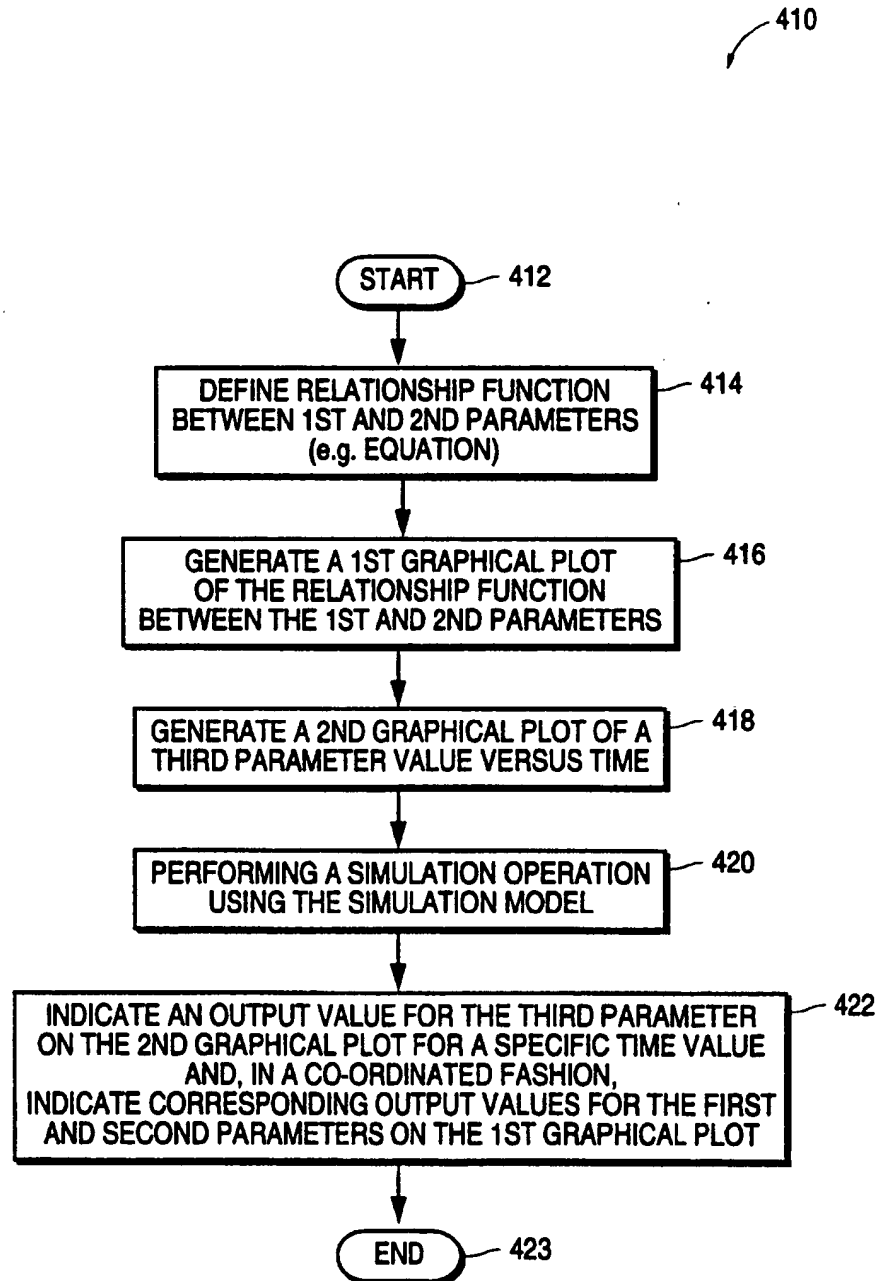 410
START
412
DEFINE RELATIONSHIP FUNCTION
BETWEEN 1ST AND 2ND PARAMETERS
(e.g. EQUATION)
414
GENERATE A 1ST GRAPHICAL PLOT
OF THE RELATIONSHIP FUNCTION
BETWEEN THE 1ST AND 2ND PARAMETERS
416
GENERATE A 2ND GRAPHICAL PLOT OF A
THIRD PARAMETER VALUE VERSUS TIME
418
PERFORMING A SIMULATION OPERATION
USING THE SIMULATION MODEL
420
INDICATE AN OUTPUT VALUE FOR THE THIRD PARAMETER
ON THE 2ND GRAPHICAL PLOT FOR A SPECIFIC TIME VALUE
AND, IN A CO-ORDINATED FASHION,
INDICATE CORRESPONDING OUTPUT VALUES FOR THE FIRST
AND SECOND PARAMETERS ON THE 1ST GRAPHICAL PLOT
422
END
423